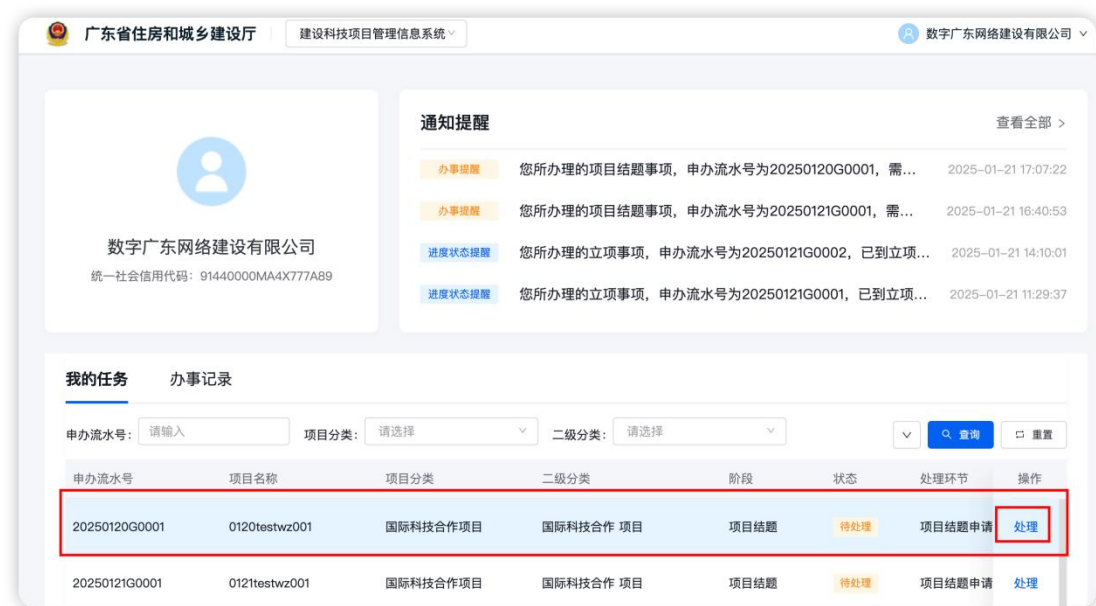 广东省住房和城乡建设厅 建设科技项目管理信息系统 数字广东网络建设有限公司
通知提醒 查看全部
办事提醒 您所办理的项目结题事项，申办流水号为20250120G0001，需... 2025-01-21 17:07:22
办事提醒 您所办理的项目结题事项，申办流水号为20250121G0001，需... 2025-01-21 16:40:53
数字广东网络建设有限公司
统一社会信用代码：91440000MA4X777A89
进度状态提醒 您所办理的立项事项，申办流水号为20250121G0002，已到立项... 2025-01-21 14:10:01
进度状态提醒 您所办理的立项事项，申办流水号为20250121G0001，已到立项... 2025-01-21 11:29:37
我的任务 办事记录
申办流水号： 请输入 项目分类： 请选择 二级分类： 请选择 查询 重置
申办流水号 项目名称 项目分类 二级分类 阶段 状态 处理环节 操作
20250120G0001 0120testwz001 国际科技合作项目 国际科技合作 项目 项目结题 待处理 项目结题申请 处理
20250121G0001 0121testwz001 国际科技合作项目 国际科技合作 项目 项目结题 待处理 项目结题申请 处理